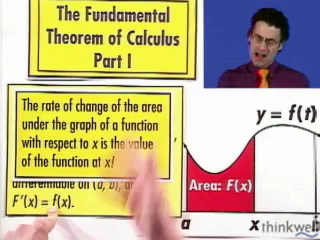 The Fundamental
Theorem of Calculus
Part I
The rate of change of the area
under the graph of a function
with respect to x is the value
of the function at x!
differentiable on (a, b), a
F'(x) = f(x).
y = f(t)
Area: F(x)
a
x
thinkwell